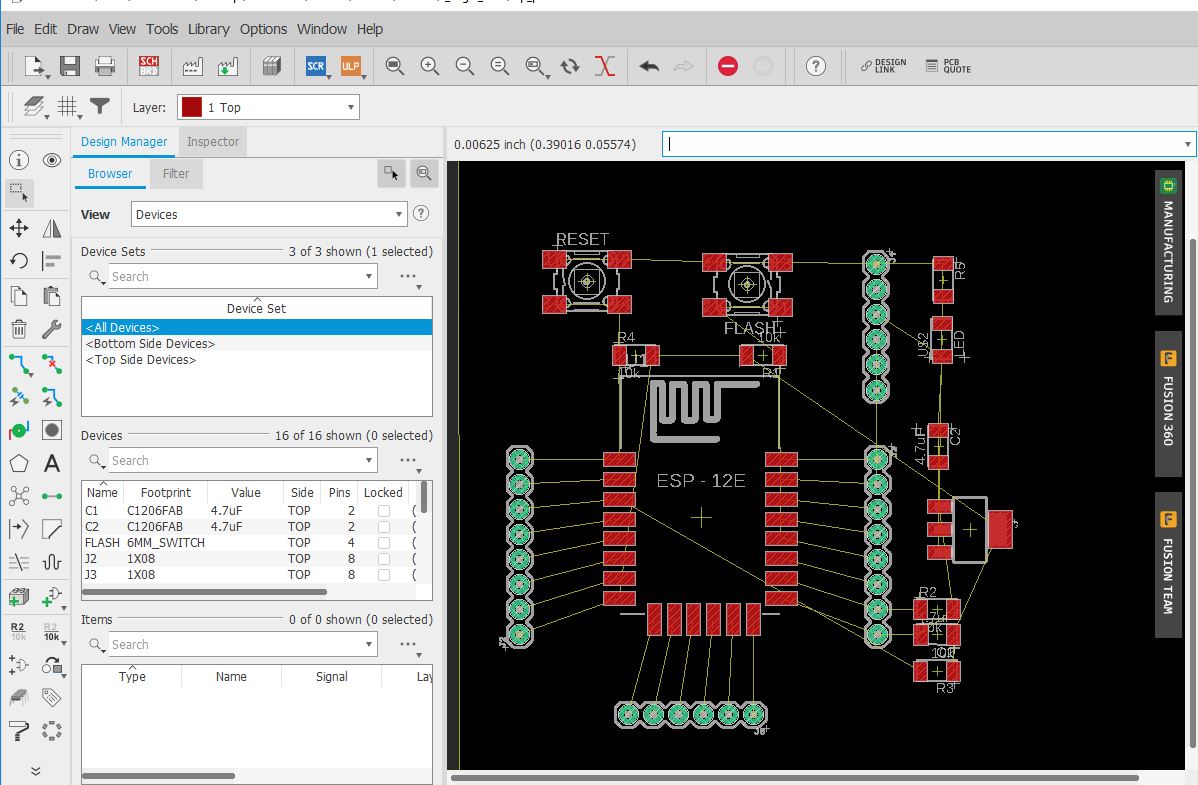 File Edit Draw View Tools Library Options Window Help
SCH
BRD
SCR
ULP
DESIGN
LINK
PCB
QUOTE
Layer: 1 Top
Design Manager Inspector
0.00625 inch (0.39016 0.05574)
Browser Filter
View Devices
Device Sets 3 of 3 shown (1 selected)
Search
Device Set
<All Devices>
<Bottom Side Devices>
<Top Side Devices>
Devices 16 of 16 shown (0 selected)
Search
Name Footprint Value Side Pins Locked
C1 C1206FAB 4.7uF TOP 2
C2 C1206FAB 4.7uF TOP 2
FLASH 6MM_SWITCH TOP 4
J2 1X08 TOP 8
J3 1X08 TOP 8
Items 0 of 0 shown (0 selected)
Search
Type Name Signal Lay
R2
10k
R2
10k
RESET
FLASH
10k
R4
10k
R1
R5
LED
C2
4.7uF
ESP - 12E
R2
R3
MANUFACTURING
FUSION 360
FUSION TEAM